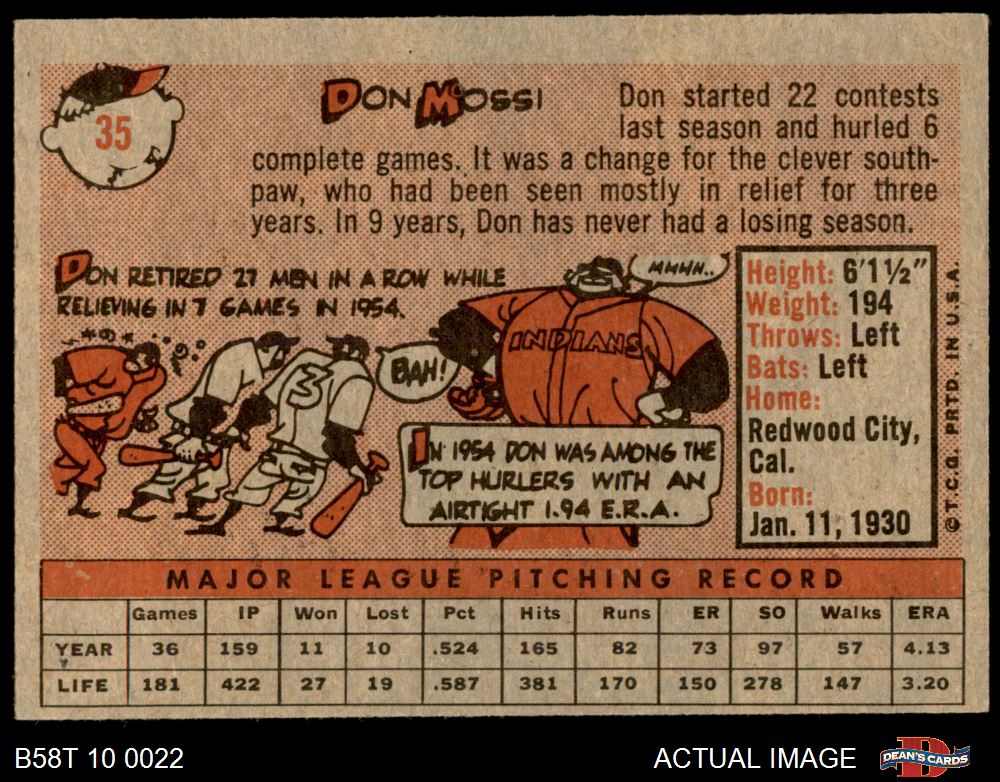 35
DON MOSSI
Don started 22 contests
last season and hurled 6
complete games. It was a change for the clever south-
paw, who had been seen mostly in relief for three
years. In 9 years, Don has never had a losing season.
DON RETIRED 27 MEN IN A ROW WHILE
RELIEVING IN 7 GAMES IN 1954.
BAH!
3
MHHN..
INDIANS
IN 1954 DON WAS AMONG THE
TOP HURLERS WITH AN
AIRTIGHT 1.94 E.R.A.
Height: 6'1½"
Weight: 194
Throws: Left
Bats: Left
Home:
Redwood City,
Cal.
Born:
Jan. 11, 1930
© T.C.G. PRTD. IN U.S.A.
MAJOR LEAGUE PITCHING RECORD
Games IP Won Lost Pct Hits Runs ER SO Walks ERA
YEAR 36 159 11 10 .524 165 82 73 97 57 4.13
LIFE 181 422 27 19 .587 381 170 150 278 147 3.20
B58T 10 0022
ACTUAL IMAGE
DEAN'S CARDS